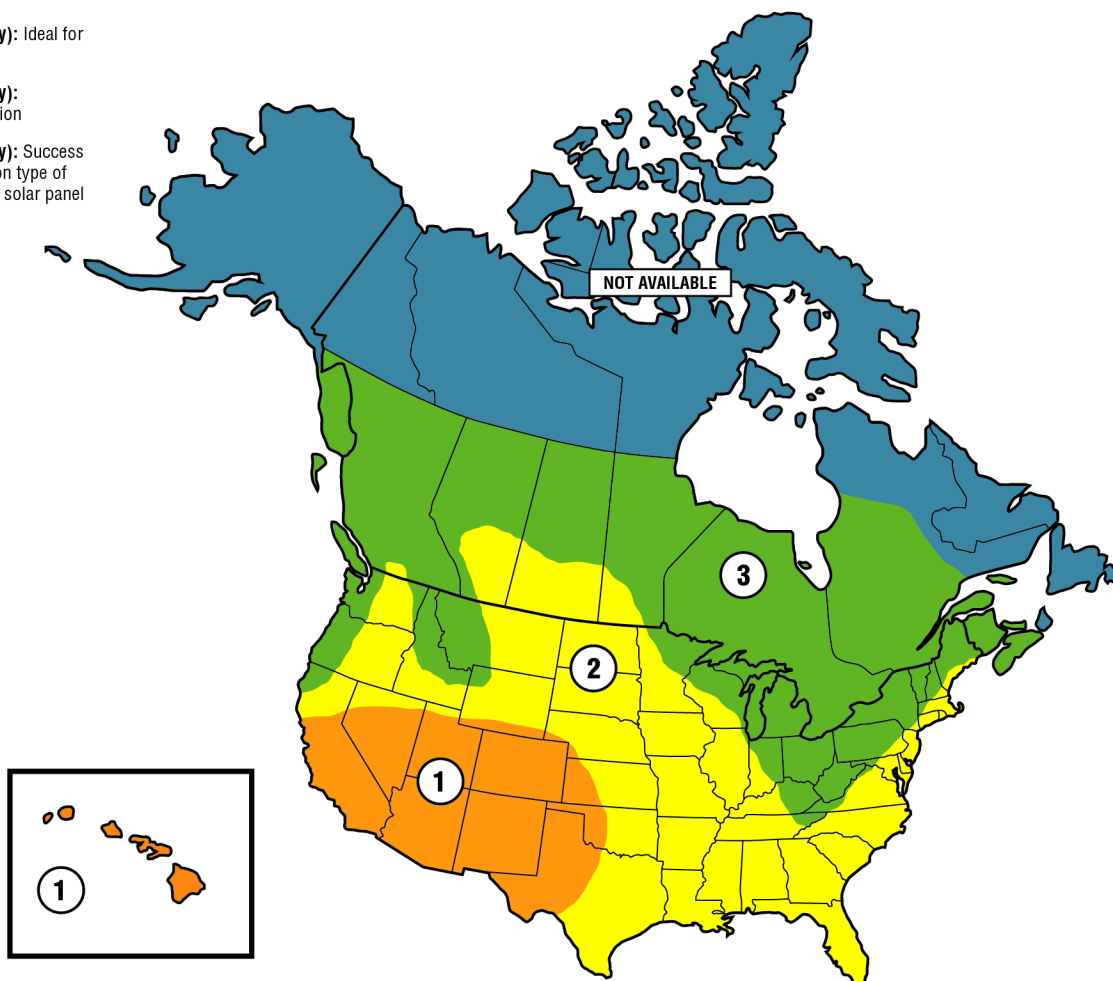 y): Ideal for
y):
ion
y): Success
on type of
solar panel
NOT AVAILABLE
3
2
1
1